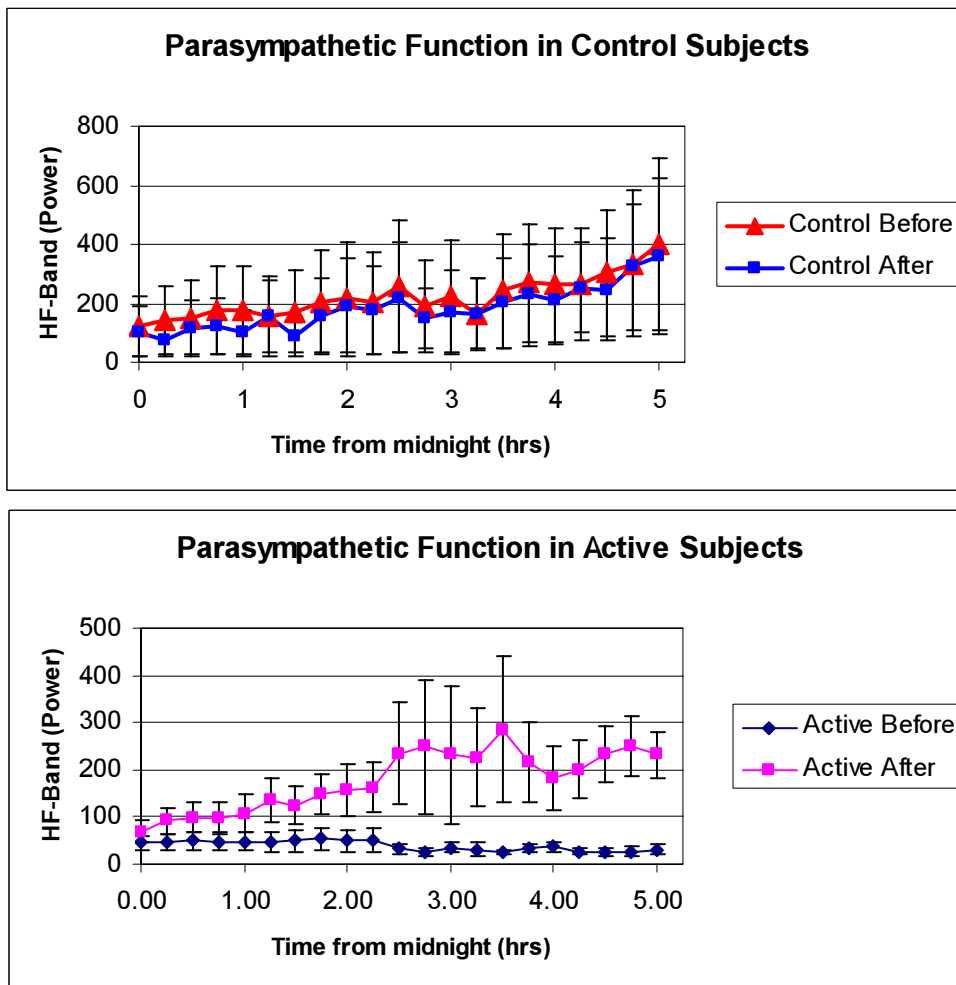 Parasympathetic Function in Control Subjects
800
600
400
200
0
HF-Band (Power)
0 1 2 3 4 5
Time from midnight (hrs)
Control Before
Control After
Parasympathetic Function in Active Subjects
500
400
300
200
100
0
HF-Band (Power)
0.00 1.00 2.00 3.00 4.00 5.00
Time from midnight (hrs)
Active Before
Active After